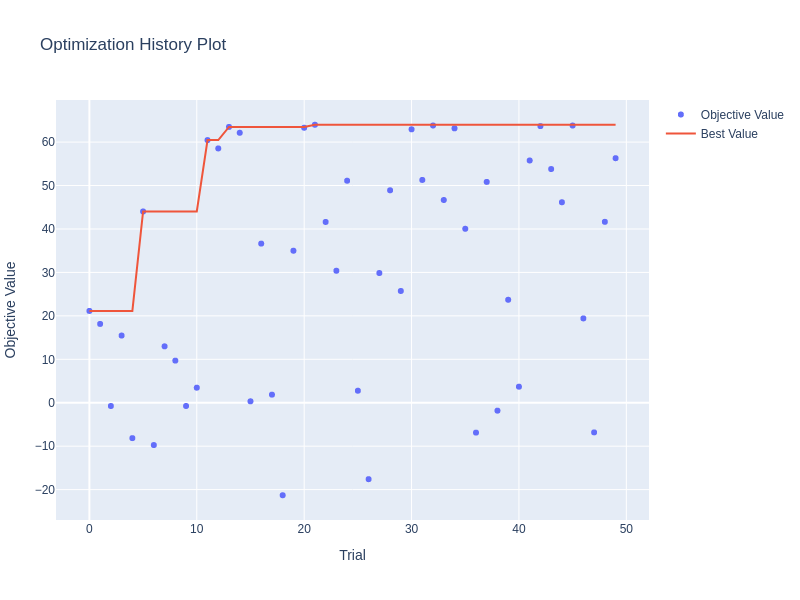 Optimization History Plot
Objective Value
Best Value
60
50
40
30
20
10
0
−10
−20
0 10 20 30 40 50
Trial
Objective Value